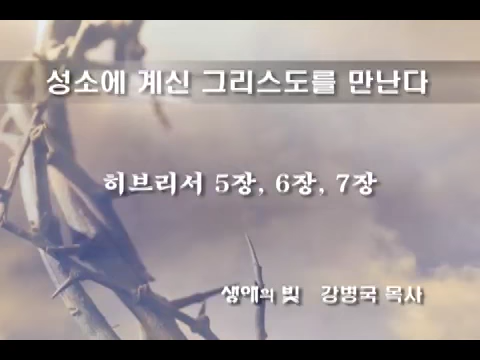 성소에 계신 그리스도를 만난다
히브리서 5장, 6장, 7장
생애의 빛 강병국 목사